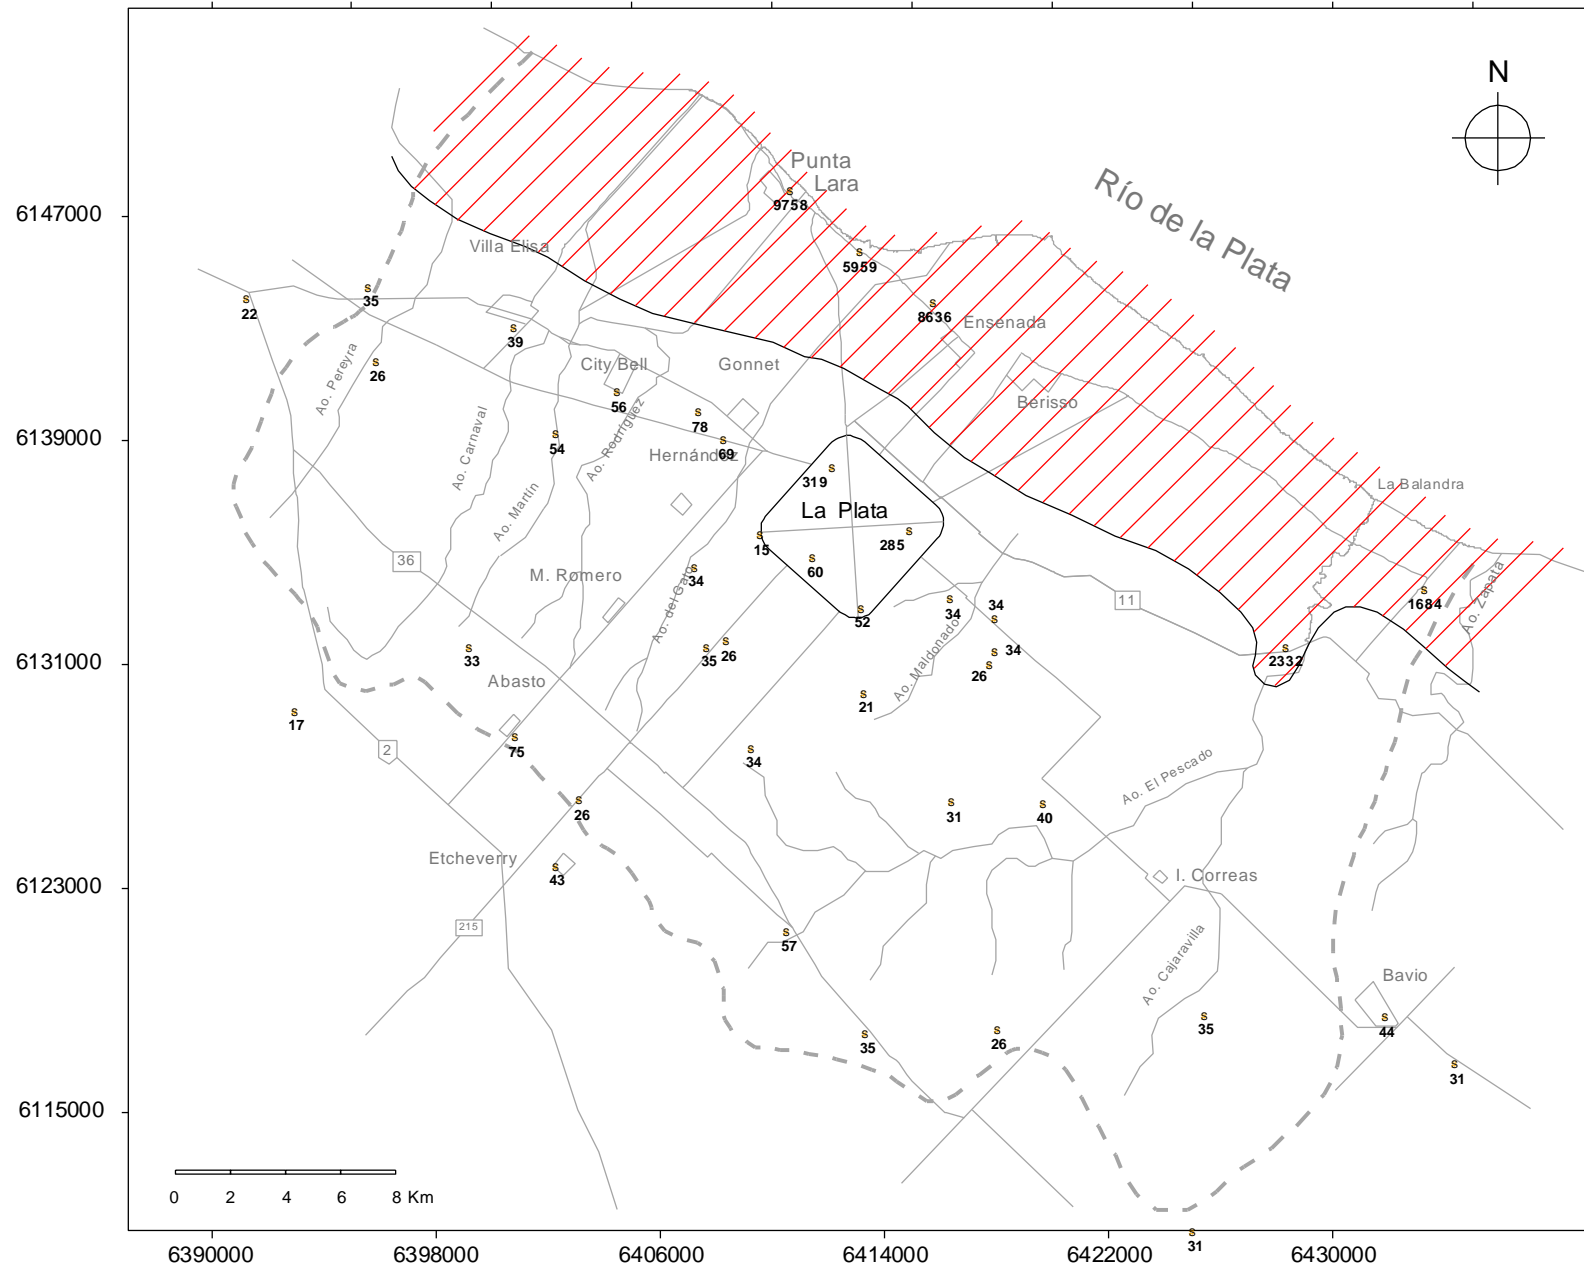 N
Punta
Lara
9758
Río de la Plata
6147000
Villa Elisa
5959
35
22
8636
Ensenada
39
Ao. Pereyra
26
City Bell
Gonnet
56
Berisso
78
6139000
Ao. Carnaval
54
Ao. Rodríguez
Hernández
69
319
La Balandra
Ao. Martín
La Plata
15
285
36
60
M. Romero
34
Ao. del Gato
52
34
34
11
1684
Ao. Zapata
6131000
33
35
26
Ao. Maldonado
34
26
2332
Abasto
21
17
2
75
34
Ao. El Pescado
26
31
40
Etcheverry
43
6123000
I. Correas
215
57
Ao. Cajaravilla
Bavio
35
26
35
44
31
6115000
0 2 4 6 8 Km
31
6390000 6398000 6406000 6414000 6422000 6430000